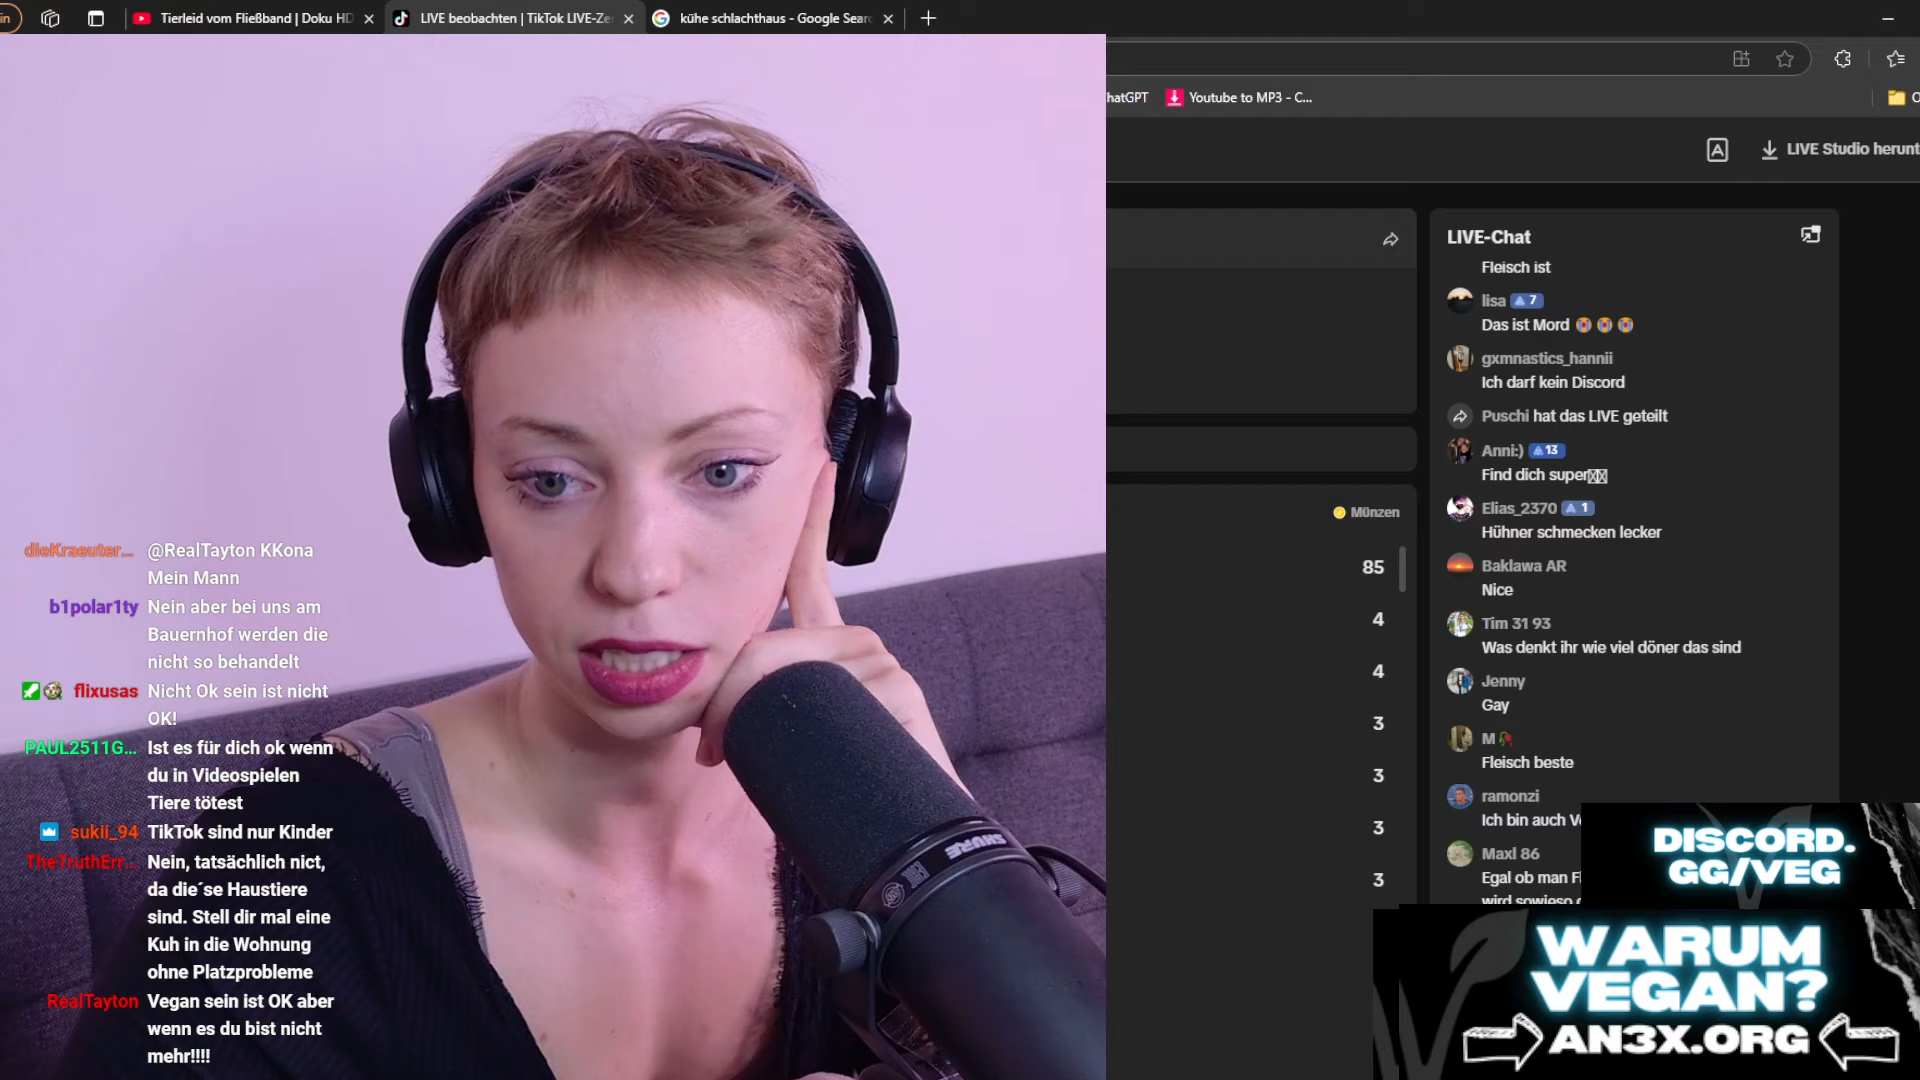 in
Tierleid vom Fließband | Doku HD
LIVE beobachten | TikTok LIVE-Ze
kühe schlachthaus - Google Sear
hatGPT
Youtube to MP3 - C...
LIVE Studio herunt
LIVE-Chat
Fleisch ist
lisa 7
Das ist Mord
gxmnastics_hannii
Ich darf kein Discord
Puschi hat das LIVE geteilt
Anni:) 13
Find dich super
Elias_2370 1
Hühner schmecken lecker
Baklawa AR
Nice
Tim 31 93
Was denkt ihr wie viel döner das sind
Jenny
Gay
M
Fleisch beste
ramonzi
Ich bin auch Ve
Maxl 86
Egal ob man Fl
wird sowieso
Münzen
85
4
4
3
3
3
3
dieKraeuter...
@RealTayton KKona
Mein Mann
b1polar1ty
Nein aber bei uns am
Bauernhof werden die
nicht so behandelt
flixusas
Nicht Ok sein ist nicht
OK!
PAUL2511G...
Ist es für dich ok wenn
du in Videospielen
Tiere tötest
sukii_94
TikTok sind nur Kinder
TheTruthErr...
Nein, tatsächlich nict,
da die´se Haustiere
sind. Stell dir mal eine
Kuh in die Wohnung
ohne Platzprobleme
RealTayton
Vegan sein ist OK aber
wenn es du bist nicht
mehr!!!!
SHURE
DISCORD.
GG/VEG
WARUM
VEGAN?
AN3X.ORG